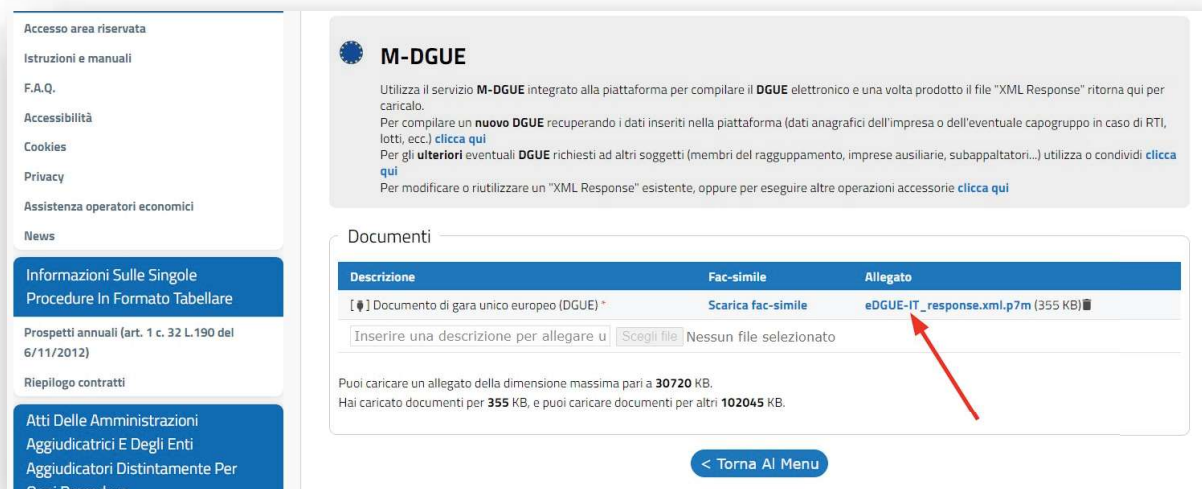 Accesso area riservata
Istruzioni e manuali
F.A.Q.
Accessibilità
Cookies
Privacy
Assistenza operatori economici
News
Informazioni Sulle Singole
Procedure In Formato Tabellare
Prospetti annuali (art. 1 c. 32 L.190 del
6/11/2012)
Riepilogo contratti
Atti Delle Amministrazioni
Aggiudicatrici E Degli Enti
Aggiudicatori Distintamente Per
M-DGUE
Utilizza il servizio M-DGUE integrato alla piattaforma per compilare il DGUE elettronico e una volta prodotto il file "XML Response" ritorna qui per
caricalo.
Per compilare un nuovo DGUE recuperando i dati inseriti nella piattaforma (dati anagrafici dell'impresa o dell'eventuale capogruppo in caso di RTI,
lotti, ecc.) clicca qui
Per gli ulteriori eventuali DGUE richiesti ad altri soggetti (membri del ragguppamento, imprese ausiliarie, subappaltatori...) utilizza o condividi clicca
qui
Per modificare o riutilizzare un "XML Response" esistente, oppure per eseguire altre operazioni accessorie clicca qui
Documenti
Descrizione Fac-simile Allegato
[ ] Documento di gara unico europeo (DGUE) * Scarica fac-simile eDGUE-IT_response.xml.p7m (355 KB)
Inserire una descrizione per allegare u Scegli file Nessun file selezionato
Puoi caricare un allegato della dimensione massima pari a 30720 KB.
Hai caricato documenti per 355 KB, e puoi caricare documenti per altri 102045 KB.
< Torna Al Menu